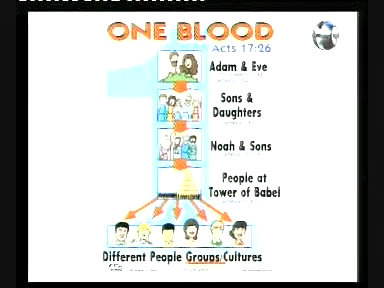 ONE BLOOD
Acts 17:26
Adam & Eve
Sons &
Daughters
Noah & Sons
People at
Tower of Babel
Different People Groups/Cultures